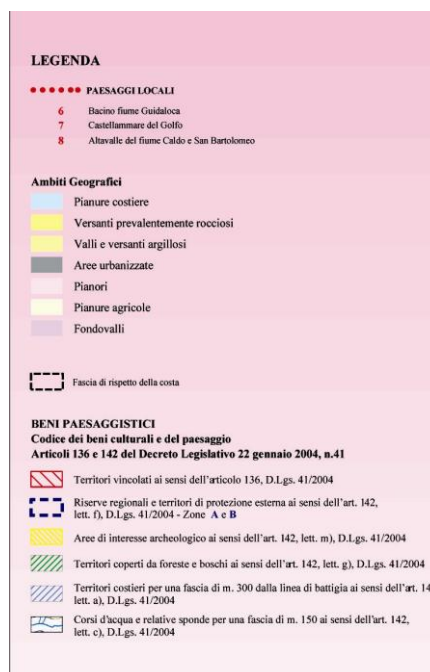 LEGENDA
PAESAGGI LOCALI
6 Bacino fiume Guidaloca
7 Castellammare del Golfo
8 Altavalle del fiume Caldo e San Bartolomeo
Ambiti Geografici
Pianure costiere
Versanti prevalentemente rocciosi
Valli e versanti argillosi
Aree urbanizzate
Pianori
Pianure agricole
Fondovalli
Fascia di rispetto della costa
BENI PAESAGGISTICI
Codice dei beni culturali e del paesaggio
Articoli 136 e 142 del Decreto Legislativo 22 gennaio 2004, n.41
Territori vincolati ai sensi dell'articolo 136, D.Lgs. 41/2004
Riserve regionali e territori di protezione esterna ai sensi dell'art. 142,
lett. f), D.Lgs. 41/2004 - Zone A e B
Aree di interesse archeologico ai sensi dell'art. 142, lett. m), D.Lgs. 41/2004
Territori coperti da foreste e boschi ai sensi dell'art. 142, lett. g), D.Lgs. 41/2004
Territori costieri per una fascia di m. 300 dalla linea di battigia ai sensi dell'art. 14
lett. a), D.Lgs. 41/2004
Corsi d'acqua e relative sponde per una fascia di m. 150 ai sensi dell'art. 142,
lett. c), D.Lgs. 41/2004